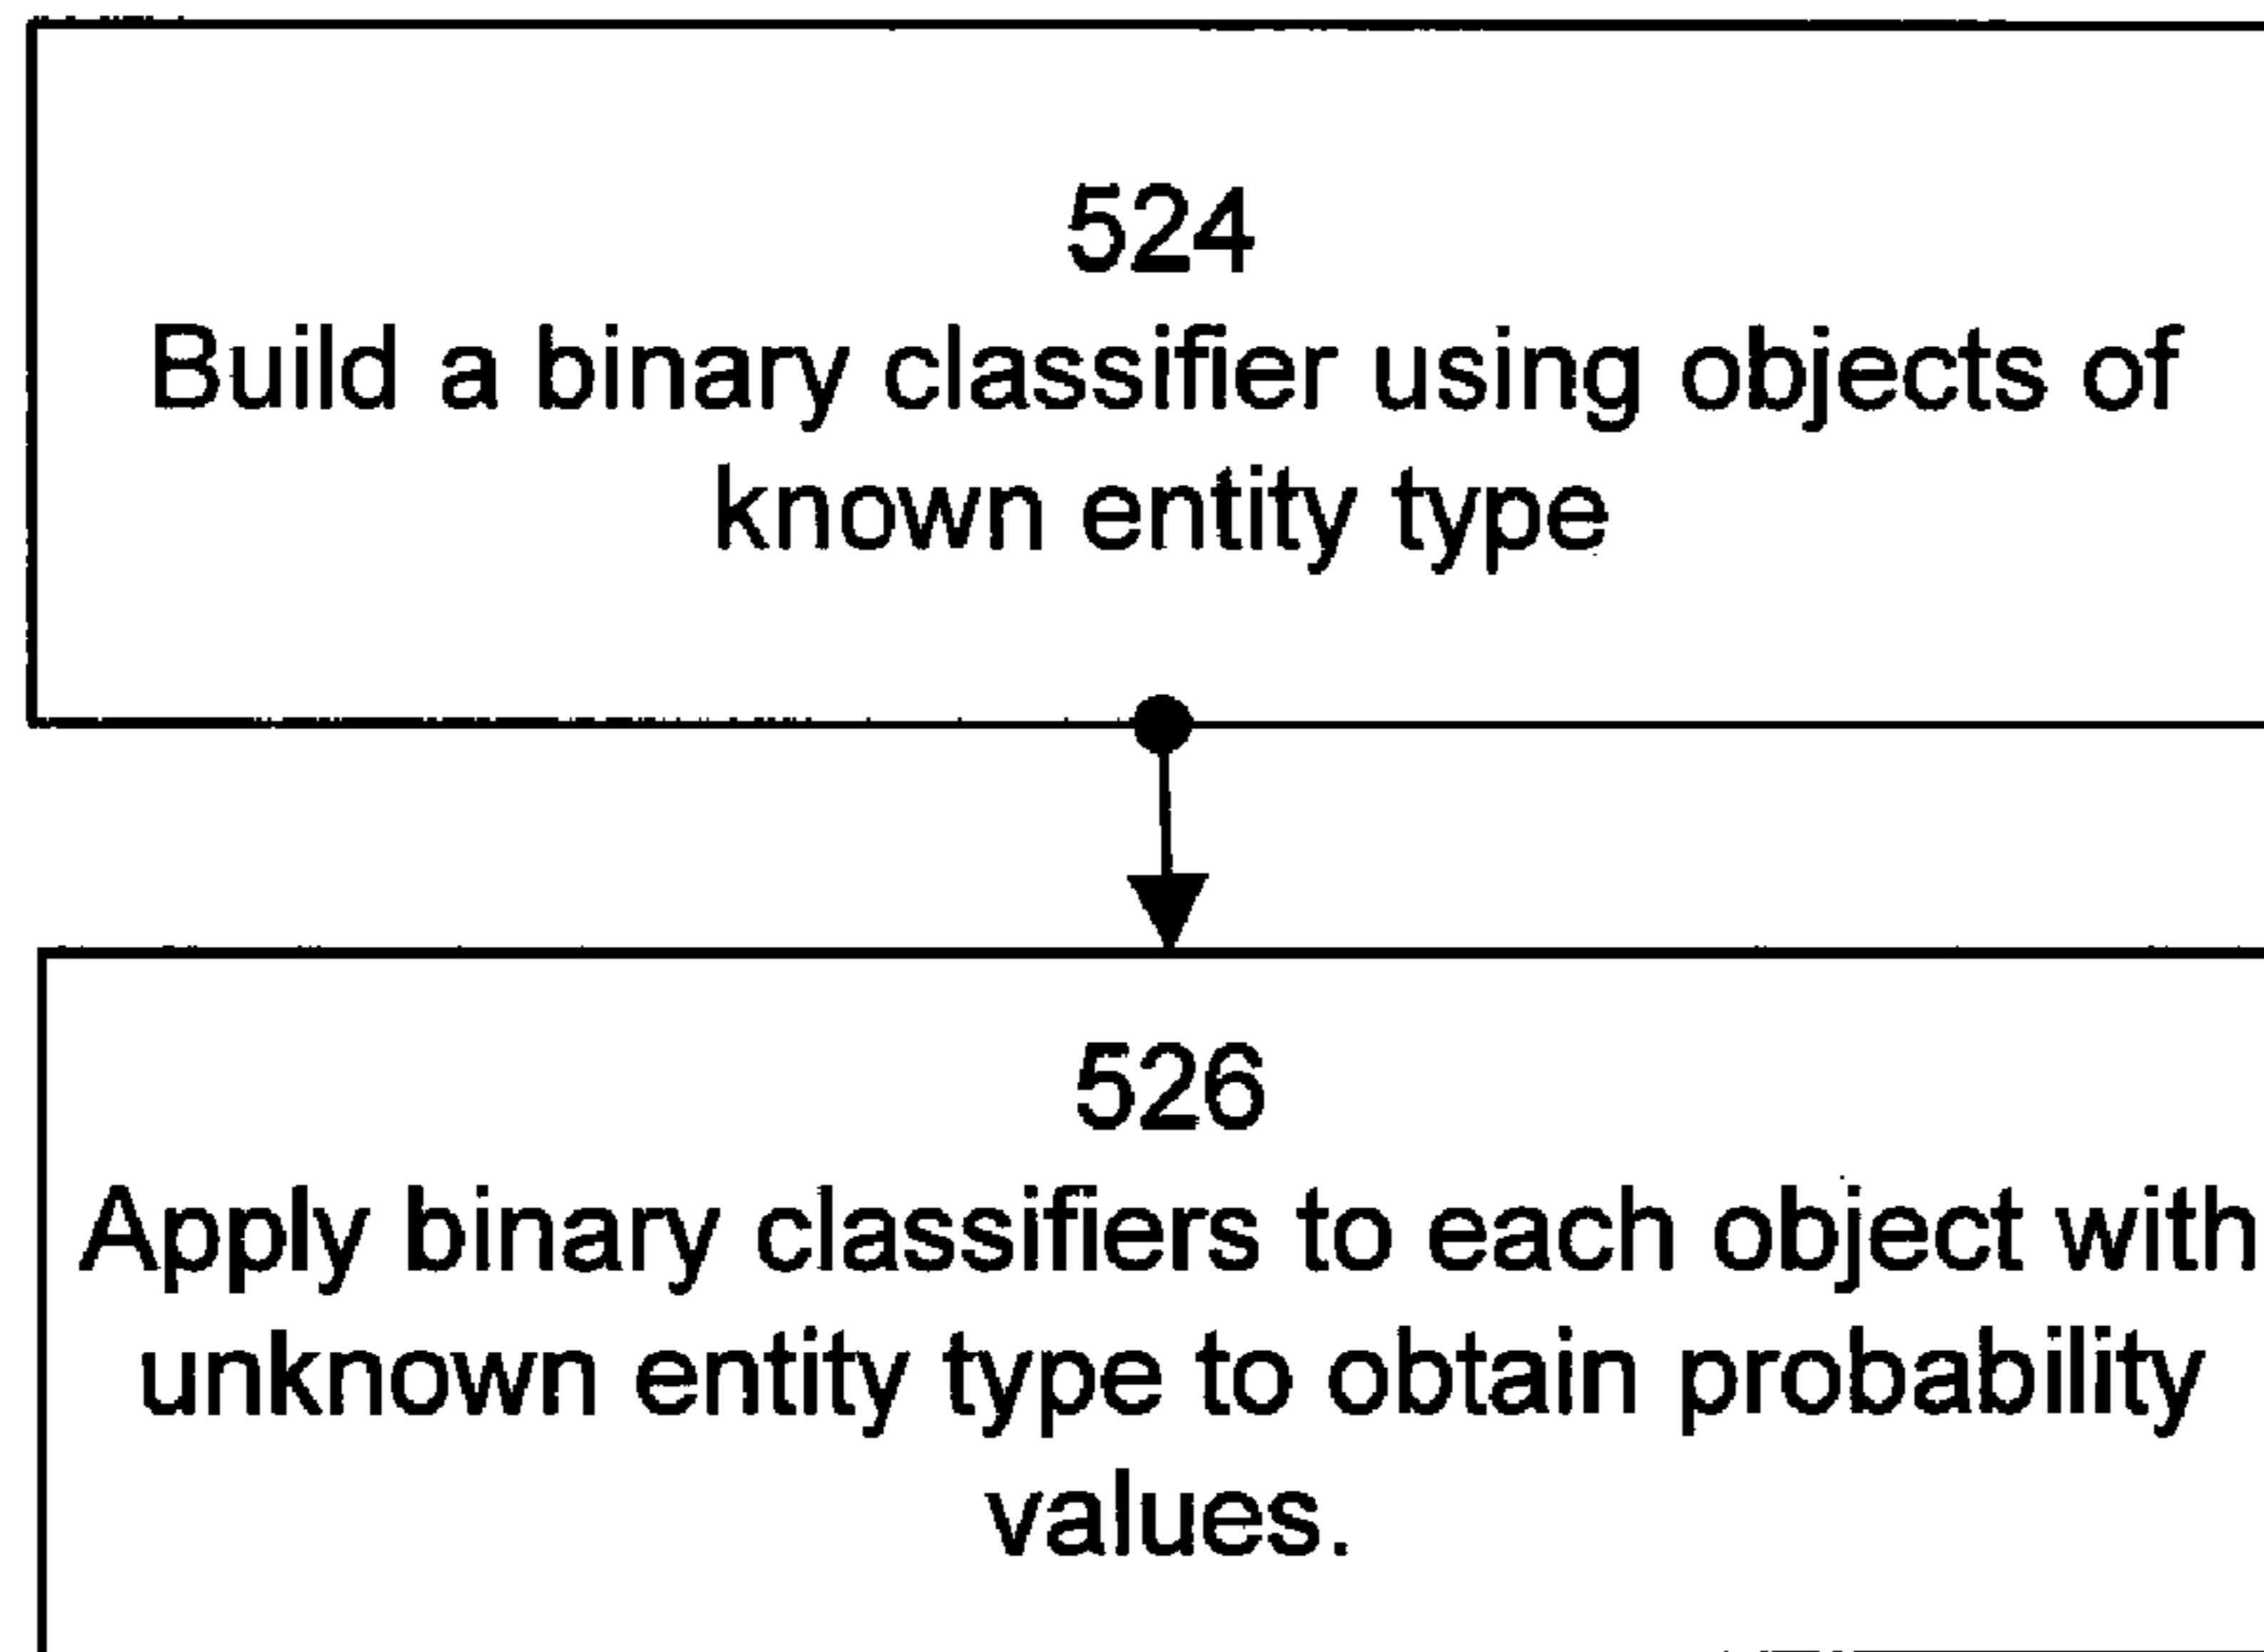 524
Build a binary classifier using objects of
known entity type
526
Apply binary classifiers to each object with
unknown entity type to obtain probability
values.